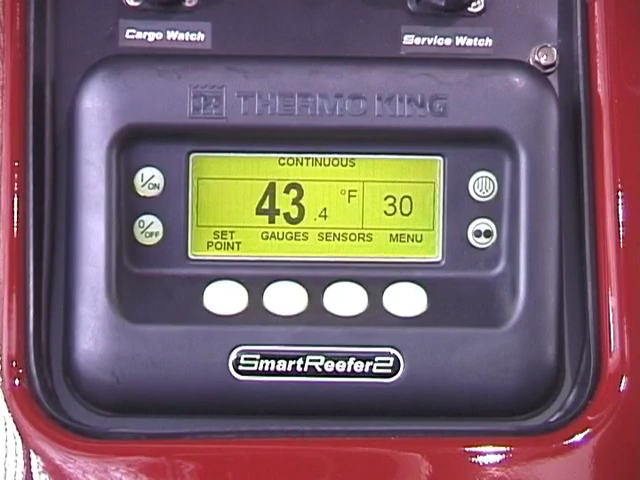 Cargo Watch
Service Watch
THERMO KING
CONTINUOUS
I/ON
43.4 °F 30
O/OFF
SET POINT GAUGES SENSORS MENU
SmartReefer2